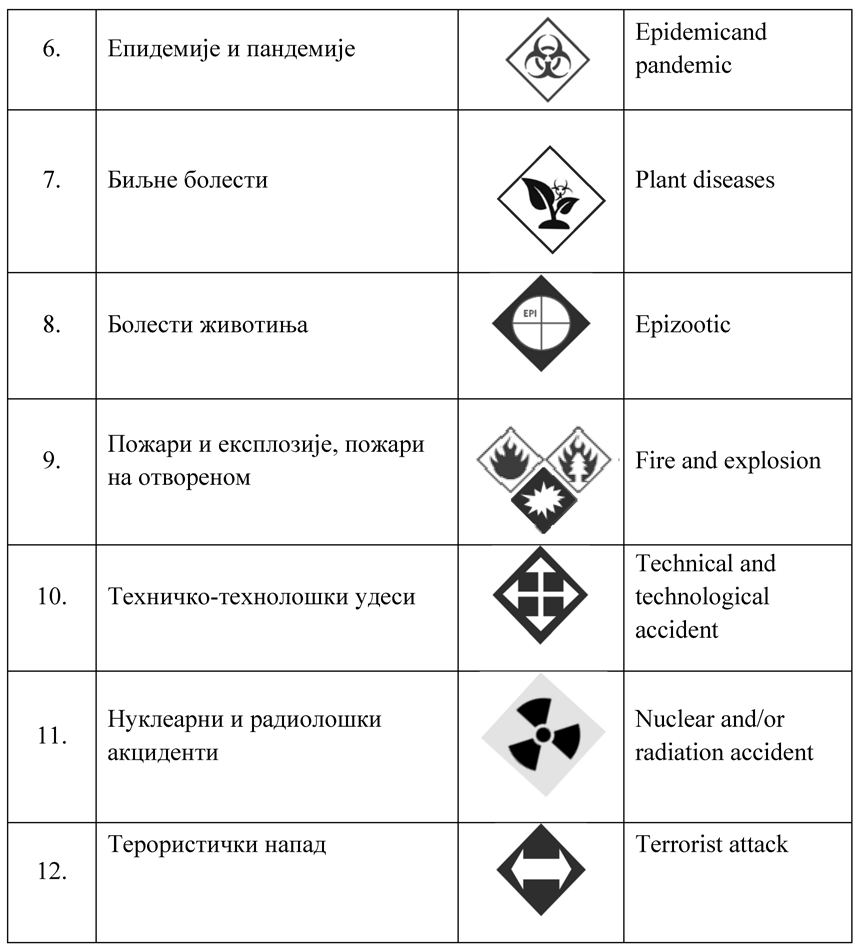 6.
Епидемије и пандемије
Epidemicand
pandemic
7.
Биљне болести
Plant diseases
8.
Болести животиња
EPI
Epizootic
9.
Пожари и експлозије, пожари
на отвореном
Fire and explosion
10.
Техничко-технолошки удеси
Technical and
technological
accident
11.
Нуклеарни и радиолошки
акциденти
Nuclear and/or
radiation accident
12.
Терористички напад
Terrorist attack